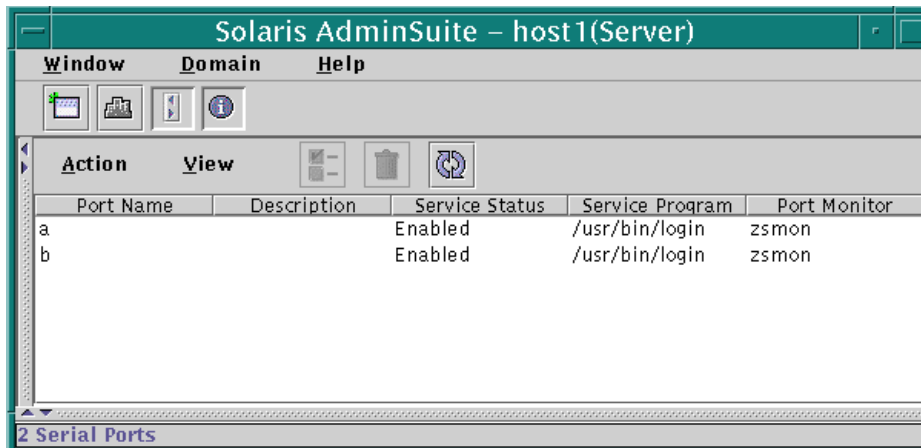 Solaris AdminSuite – host1(Server)
Window Domain Help
Action View
Port Name Description Service Status Service Program Port Monitor
a Enabled /usr/bin/login zsmon
b Enabled /usr/bin/login zsmon
2 Serial Ports